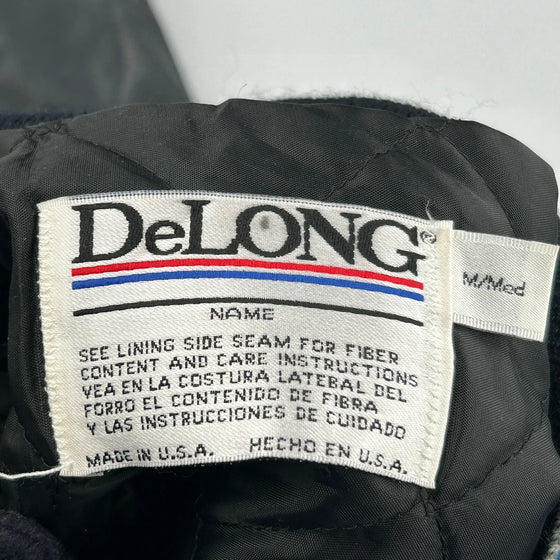 DeLONG®
NAME
SEE LINING SIDE SEAM FOR FIBER
CONTENT AND CARE INSTRUCTIONS
VEA EN LA COSTURA LATERAL DEL
FORRO EL CONTENIDO DE FIBRA
Y LAS INSTRUCCIONES DE CUIDADO
MADE IN U.S.A. HECHO EN U.S.A.
M/Med